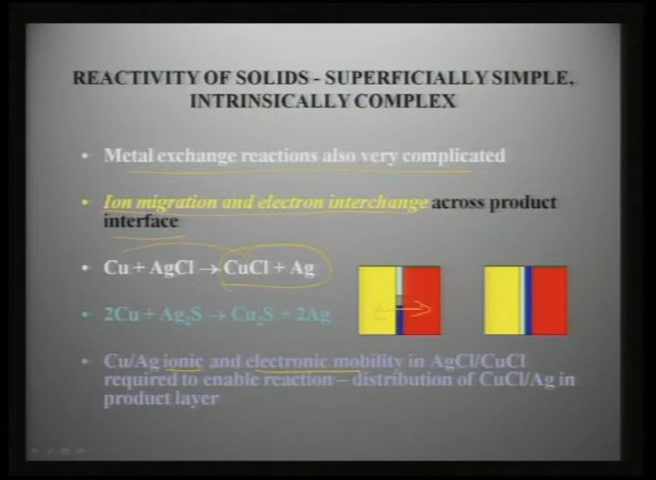 REACTIVITY OF SOLIDS - SUPERFICIALLY SIMPLE,
INTRINSICALLY COMPLEX
• Metal exchange reactions also very complicated
• Ion migration and electron interchange across product
interface
• Cu + AgCl → CuCl + Ag
• 2Cu + Ag₂S → Cu₂S + 2Ag
• Cu/Ag ionic and electronic mobility in AgCl/CuCl
required to enable reaction – distribution of CuCl/Ag in
product layer